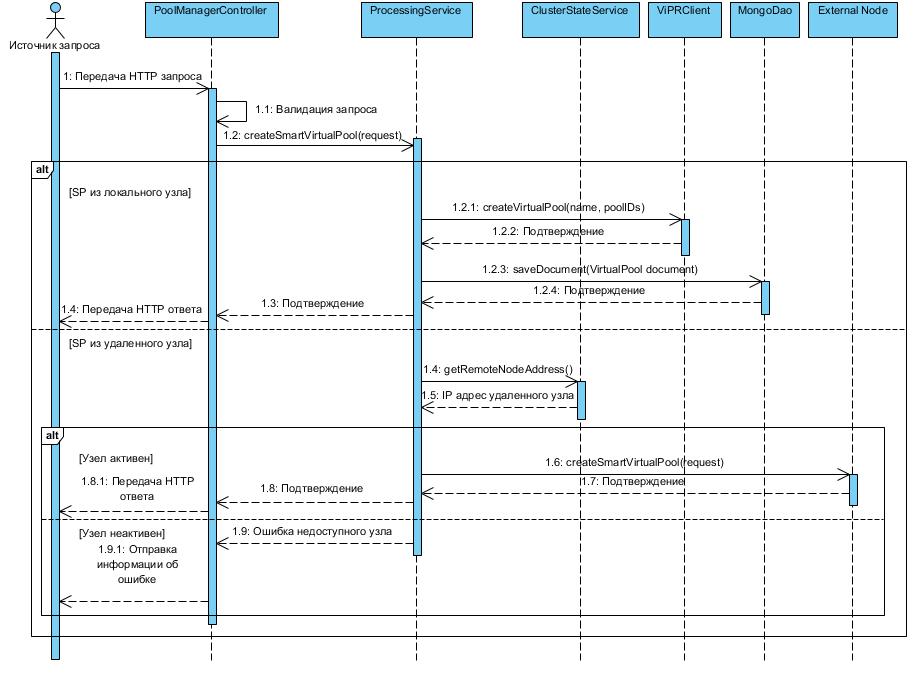 PoolManagerController
ProcessingService
ClusterStateService
ViPRClient
MongoDao
External Node
Источник запроса
1: Передача HTTP запроса
1.1: Валидация запроса
1.2: createSmartVirtualPool(request)
alt
[SP из локального узла]
1.2.1: createVirtualPool(name, poolIDs)
1.2.2: Подтверждение
1.2.3: saveDocument(VirtualPool document)
1.2.4: Подтверждение
1.3: Подтверждение
1.4: Передача HTTP ответа
[SP из удаленного узла]
1.4: getRemoteNodeAddress()
1.5: IP адрес удаленного узла
alt
[Узел активен]
1.6: createSmartVirtualPool(request)
1.7: Подтверждение
1.8: Подтверждение
1.8.1: Передача HTTP
ответа
[Узел неактивен]
1.9: Ошибка недоступного узла
1.9.1: Отправка
информации об
ошибке